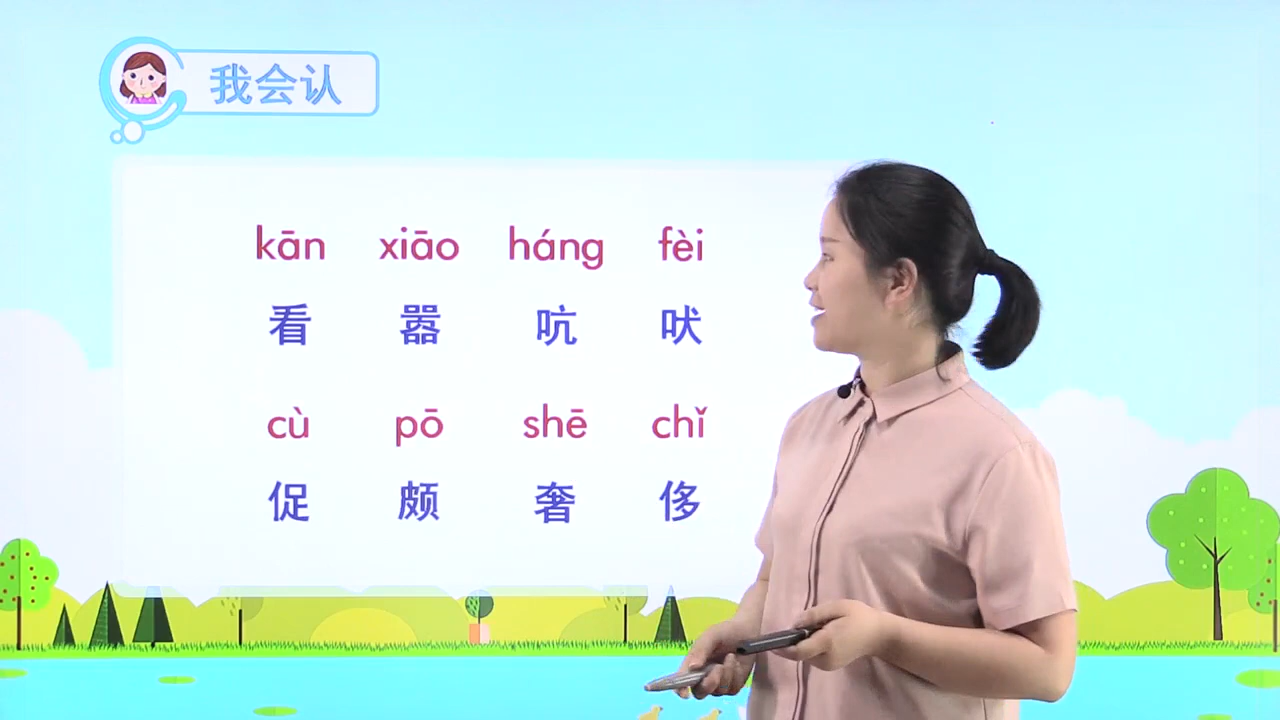 我会认
kān xiāo háng fèi
看 嚣 吭 吠
cù pō shē chǐ
促 颇 奢 侈